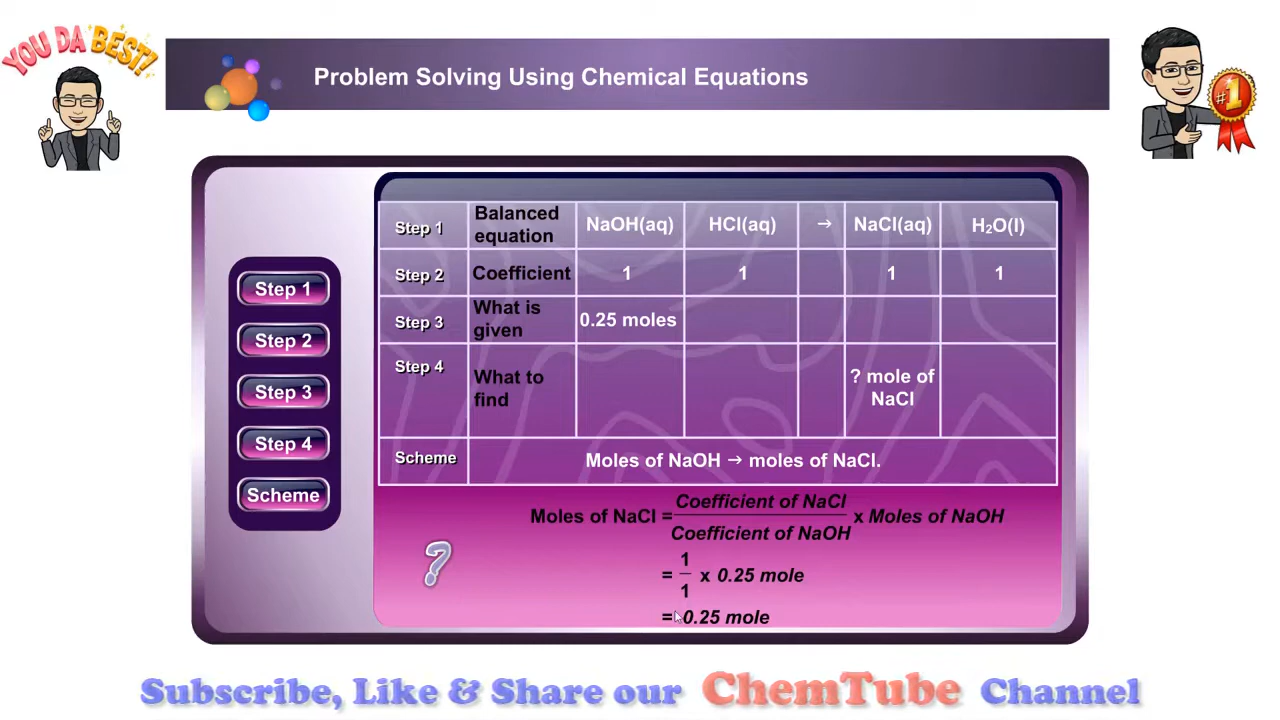 YOU DA BEST!
Problem Solving Using Chemical Equations
#1
Step 1
Step 2
Step 3
Step 4
Scheme
Step 1 Balanced equation NaOH(aq) HCl(aq) → NaCl(aq) H₂O(l)
Step 2 Coefficient 1 1 1 1
Step 3 What is given 0.25 moles
Step 4 What to find ? mole of NaCl
Scheme Moles of NaOH → moles of NaCl.
Moles of NaCl = Coefficient of NaCl / Coefficient of NaOH x Moles of NaOH
= 1/1 x 0.25 mole
= 0.25 mole
?
Subscribe, Like & Share our ChemTube Channel